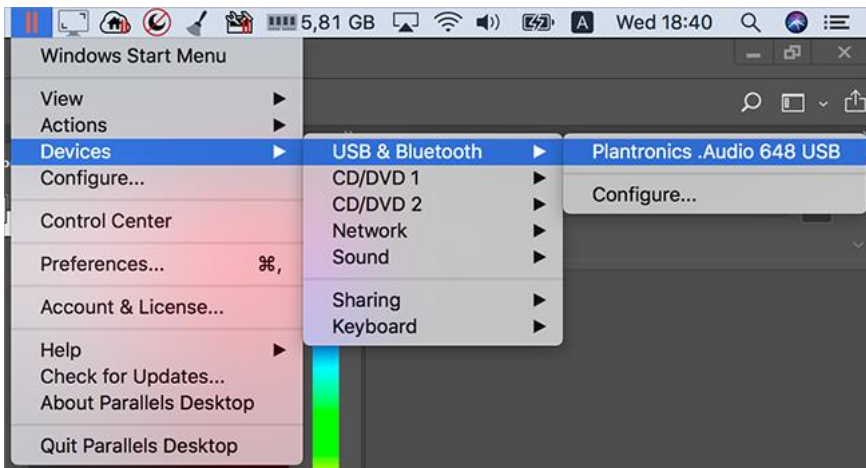 5,81 GB A Wed 18:40
Windows Start Menu
View
Actions
Devices
Configure...
Control Center
Preferences... ⌘,
Account & License...
Help
Check for Updates...
About Parallels Desktop
Quit Parallels Desktop
USB & Bluetooth
CD/DVD 1
CD/DVD 2
Network
Sound
Sharing
Keyboard
Plantronics .Audio 648 USB
Configure...